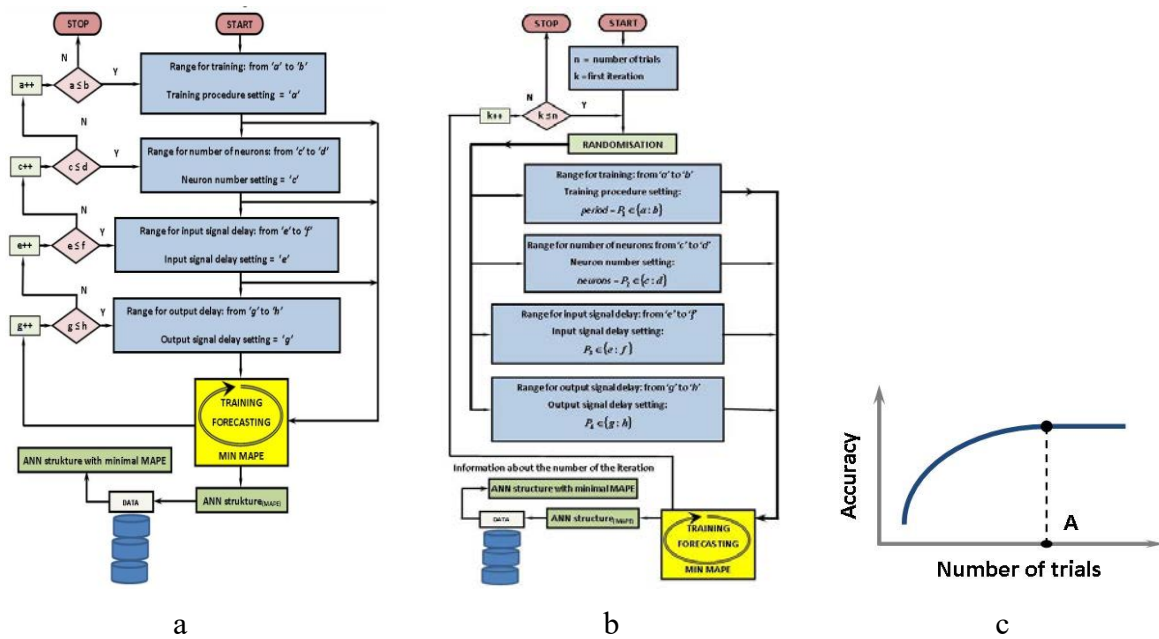 STOP
START
N
a++
a ≤ b
Y
Range for training: from 'a' to 'b'
Training procedure setting = 'a'
N
c++
c ≤ d
Y
Range for number of neurons: from 'c' to 'd'
Neuron number setting = 'c'
N
e++
e ≤ f
Y
Range for input signal delay: from 'e' to 'f'
Input signal delay setting = 'e'
N
g++
g ≤ h
Y
Range for output delay: from 'g' to 'h'
Output signal delay setting = 'g'
TRAINING
FORECASTING
MIN MAPE
ANN strukture with minimal MAPE
DATA
ANN strukture(MAPE)
a
STOP
START
n = number of trials
k =first iteration
N
k++
k ≤ n
Y
RANDOMISATION
Range for training: from 'a' to 'b'
Training procedure setting:
period – P₁ ∈ {a : b}
Range for number of neurons: from 'c' to 'd'
Neuron number setting:
neurons – P₂ ∈ {c : d}
Range for input signal delay: from 'e' to 'f'
Input signal delay setting:
P₃ ∈ {e : f}
Range for output signal delay: from 'g' to 'h'
Output signal delay setting:
P₄ ∈ {g : h}
Information about the number of the iteration
ANN structure with minimal MAPE
DATA
ANN structure(MAPE)
TRAINING
FORECASTING
MIN MAPE
b
Accuracy
A
Number of trials
c